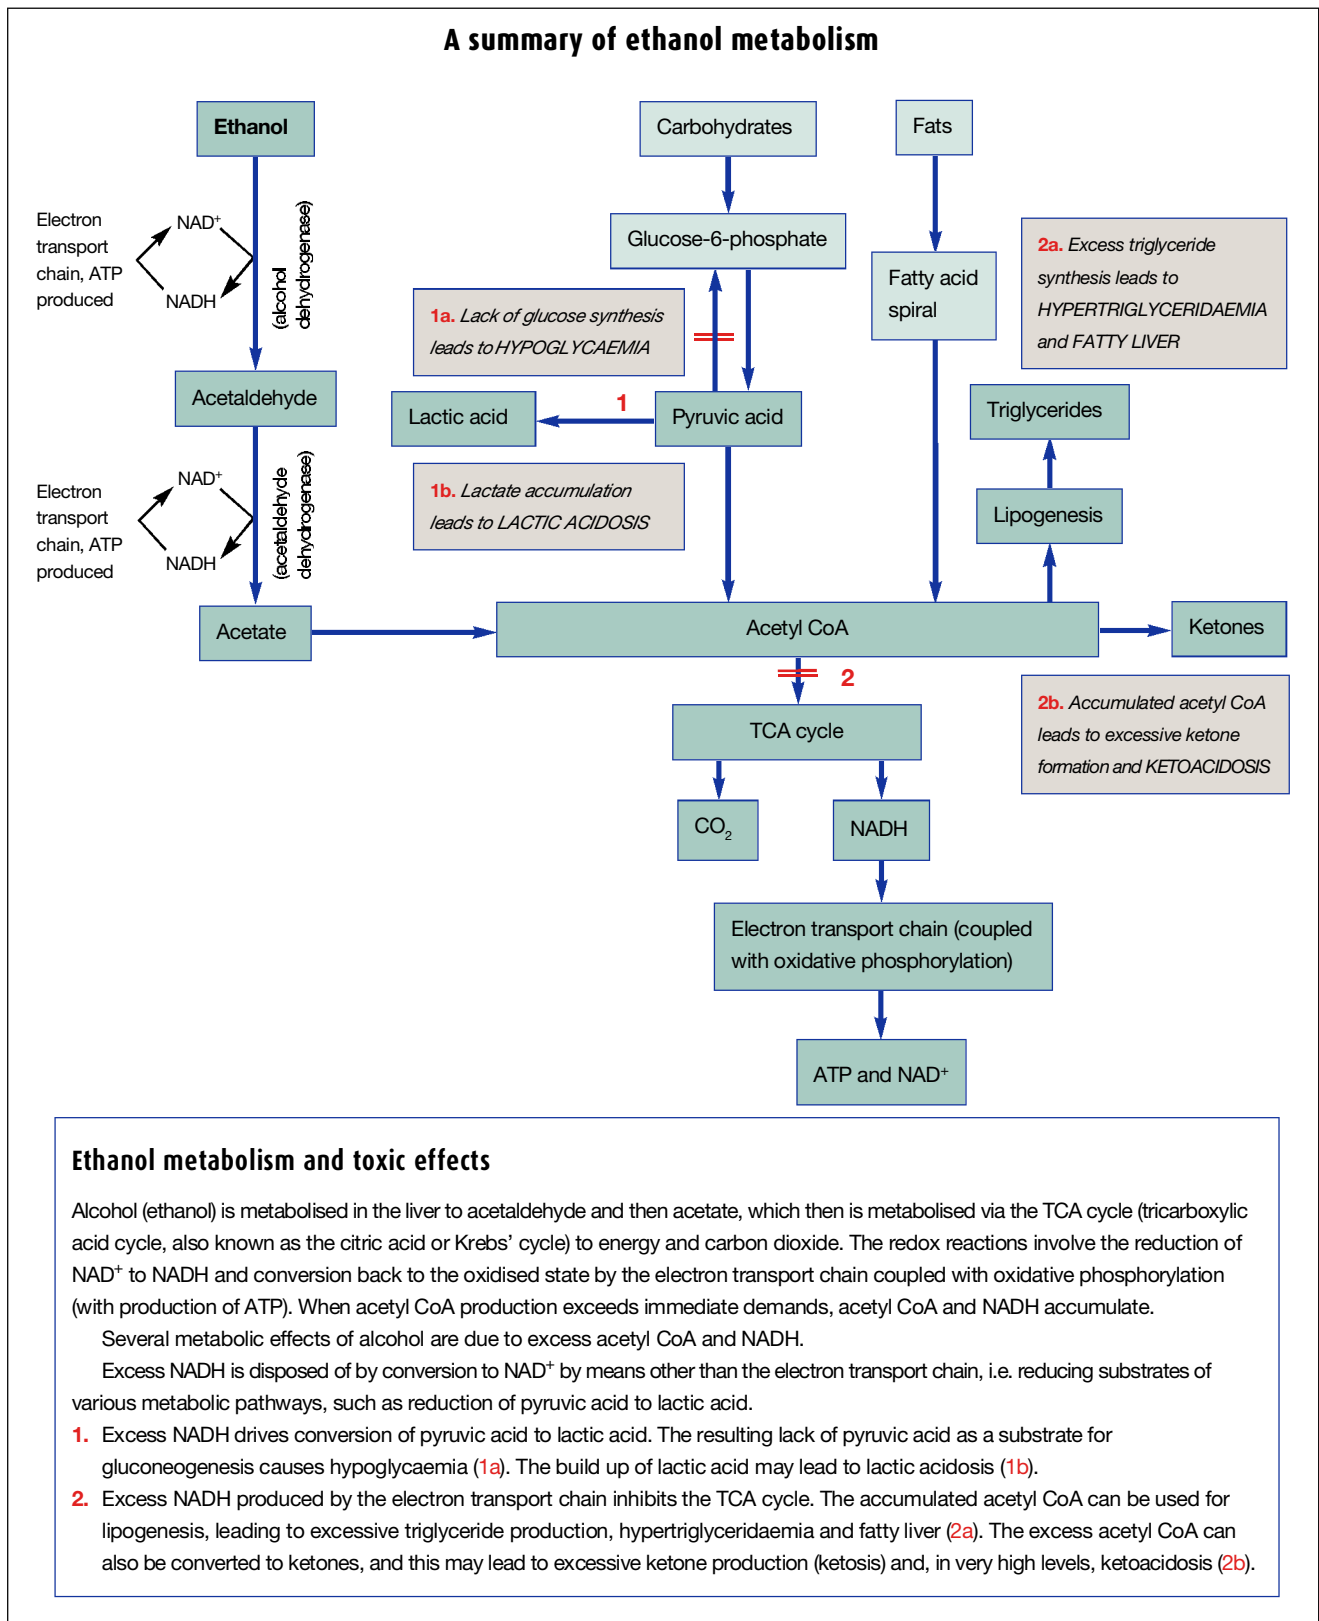 A summary of ethanol metabolism
Ethanol
Carbohydrates
Fats
Electron
transport
chain, ATP
produced
NAD⁺
NADH
(alcohol
dehydrogenase)
Glucose-6-phosphate
Fatty acid
spiral
2a. Excess triglyceride
synthesis leads to
HYPERTRIGLYCERIDAEMIA
and FATTY LIVER
1a. Lack of glucose synthesis
leads to HYPOGLYCAEMIA
Acetaldehyde
Lactic acid
1
Pyruvic acid
Triglycerides
Electron
transport
chain, ATP
produced
NAD⁺
NADH
(acetaldehyde
dehydrogenase)
1b. Lactate accumulation
leads to LACTIC ACIDOSIS
Lipogenesis
Acetate
Acetyl CoA
Ketones
2
2b. Accumulated acetyl CoA
leads to excessive ketone
formation and KETOACIDOSIS
TCA cycle
CO₂
NADH
Electron transport chain (coupled
with oxidative phosphorylation)
ATP and NAD⁺
Ethanol metabolism and toxic effects
Alcohol (ethanol) is metabolised in the liver to acetaldehyde and then acetate, which then is metabolised via the TCA cycle (tricarboxylic
acid cycle, also known as the citric acid or Krebs’ cycle) to energy and carbon dioxide. The redox reactions involve the reduction of
NAD⁺ to NADH and conversion back to the oxidised state by the electron transport chain coupled with oxidative phosphorylation
(with production of ATP). When acetyl CoA production exceeds immediate demands, acetyl CoA and NADH accumulate.
Several metabolic effects of alcohol are due to excess acetyl CoA and NADH.
Excess NADH is disposed of by conversion to NAD⁺ by means other than the electron transport chain, i.e. reducing substrates of
various metabolic pathways, such as reduction of pyruvic acid to lactic acid.
1. Excess NADH drives conversion of pyruvic acid to lactic acid. The resulting lack of pyruvic acid as a substrate for
gluconeogenesis causes hypoglycaemia (1a). The build up of lactic acid may lead to lactic acidosis (1b).
2. Excess NADH produced by the electron transport chain inhibits the TCA cycle. The accumulated acetyl CoA can be used for
lipogenesis, leading to excessive triglyceride production, hypertriglyceridaemia and fatty liver (2a). The excess acetyl CoA can
also be converted to ketones, and this may lead to excessive ketone production (ketosis) and, in very high levels, ketoacidosis (2b).